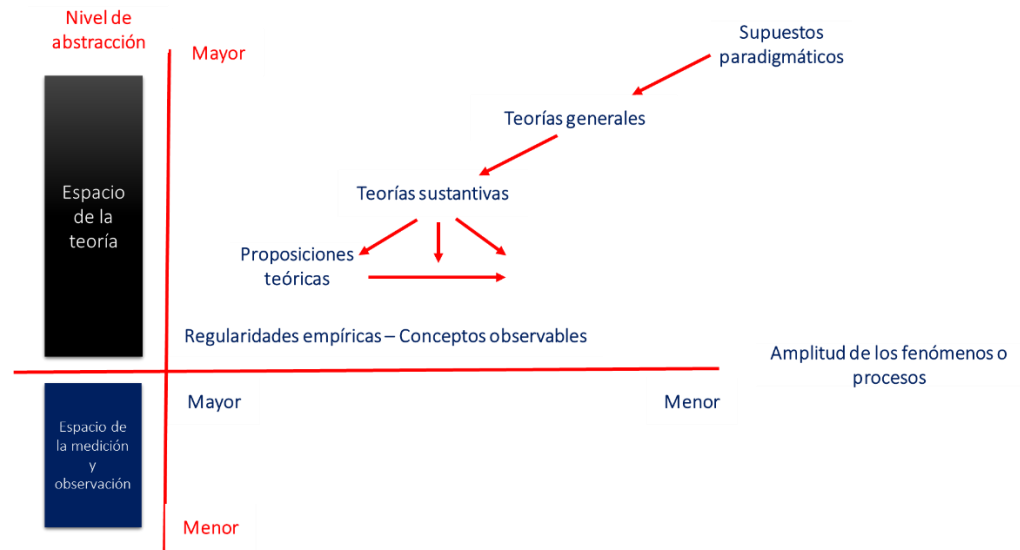 Nivel de
abstracción
Mayor
Supuestos
paradigmáticos
Teorías generales
Espacio
de la
teoría
Teorías sustantivas
Proposiciones
teóricas
Regularidades empíricas – Conceptos observables
Amplitud de los fenómenos o
procesos
Mayor
Menor
Espacio de
la medición
y
observación
Menor